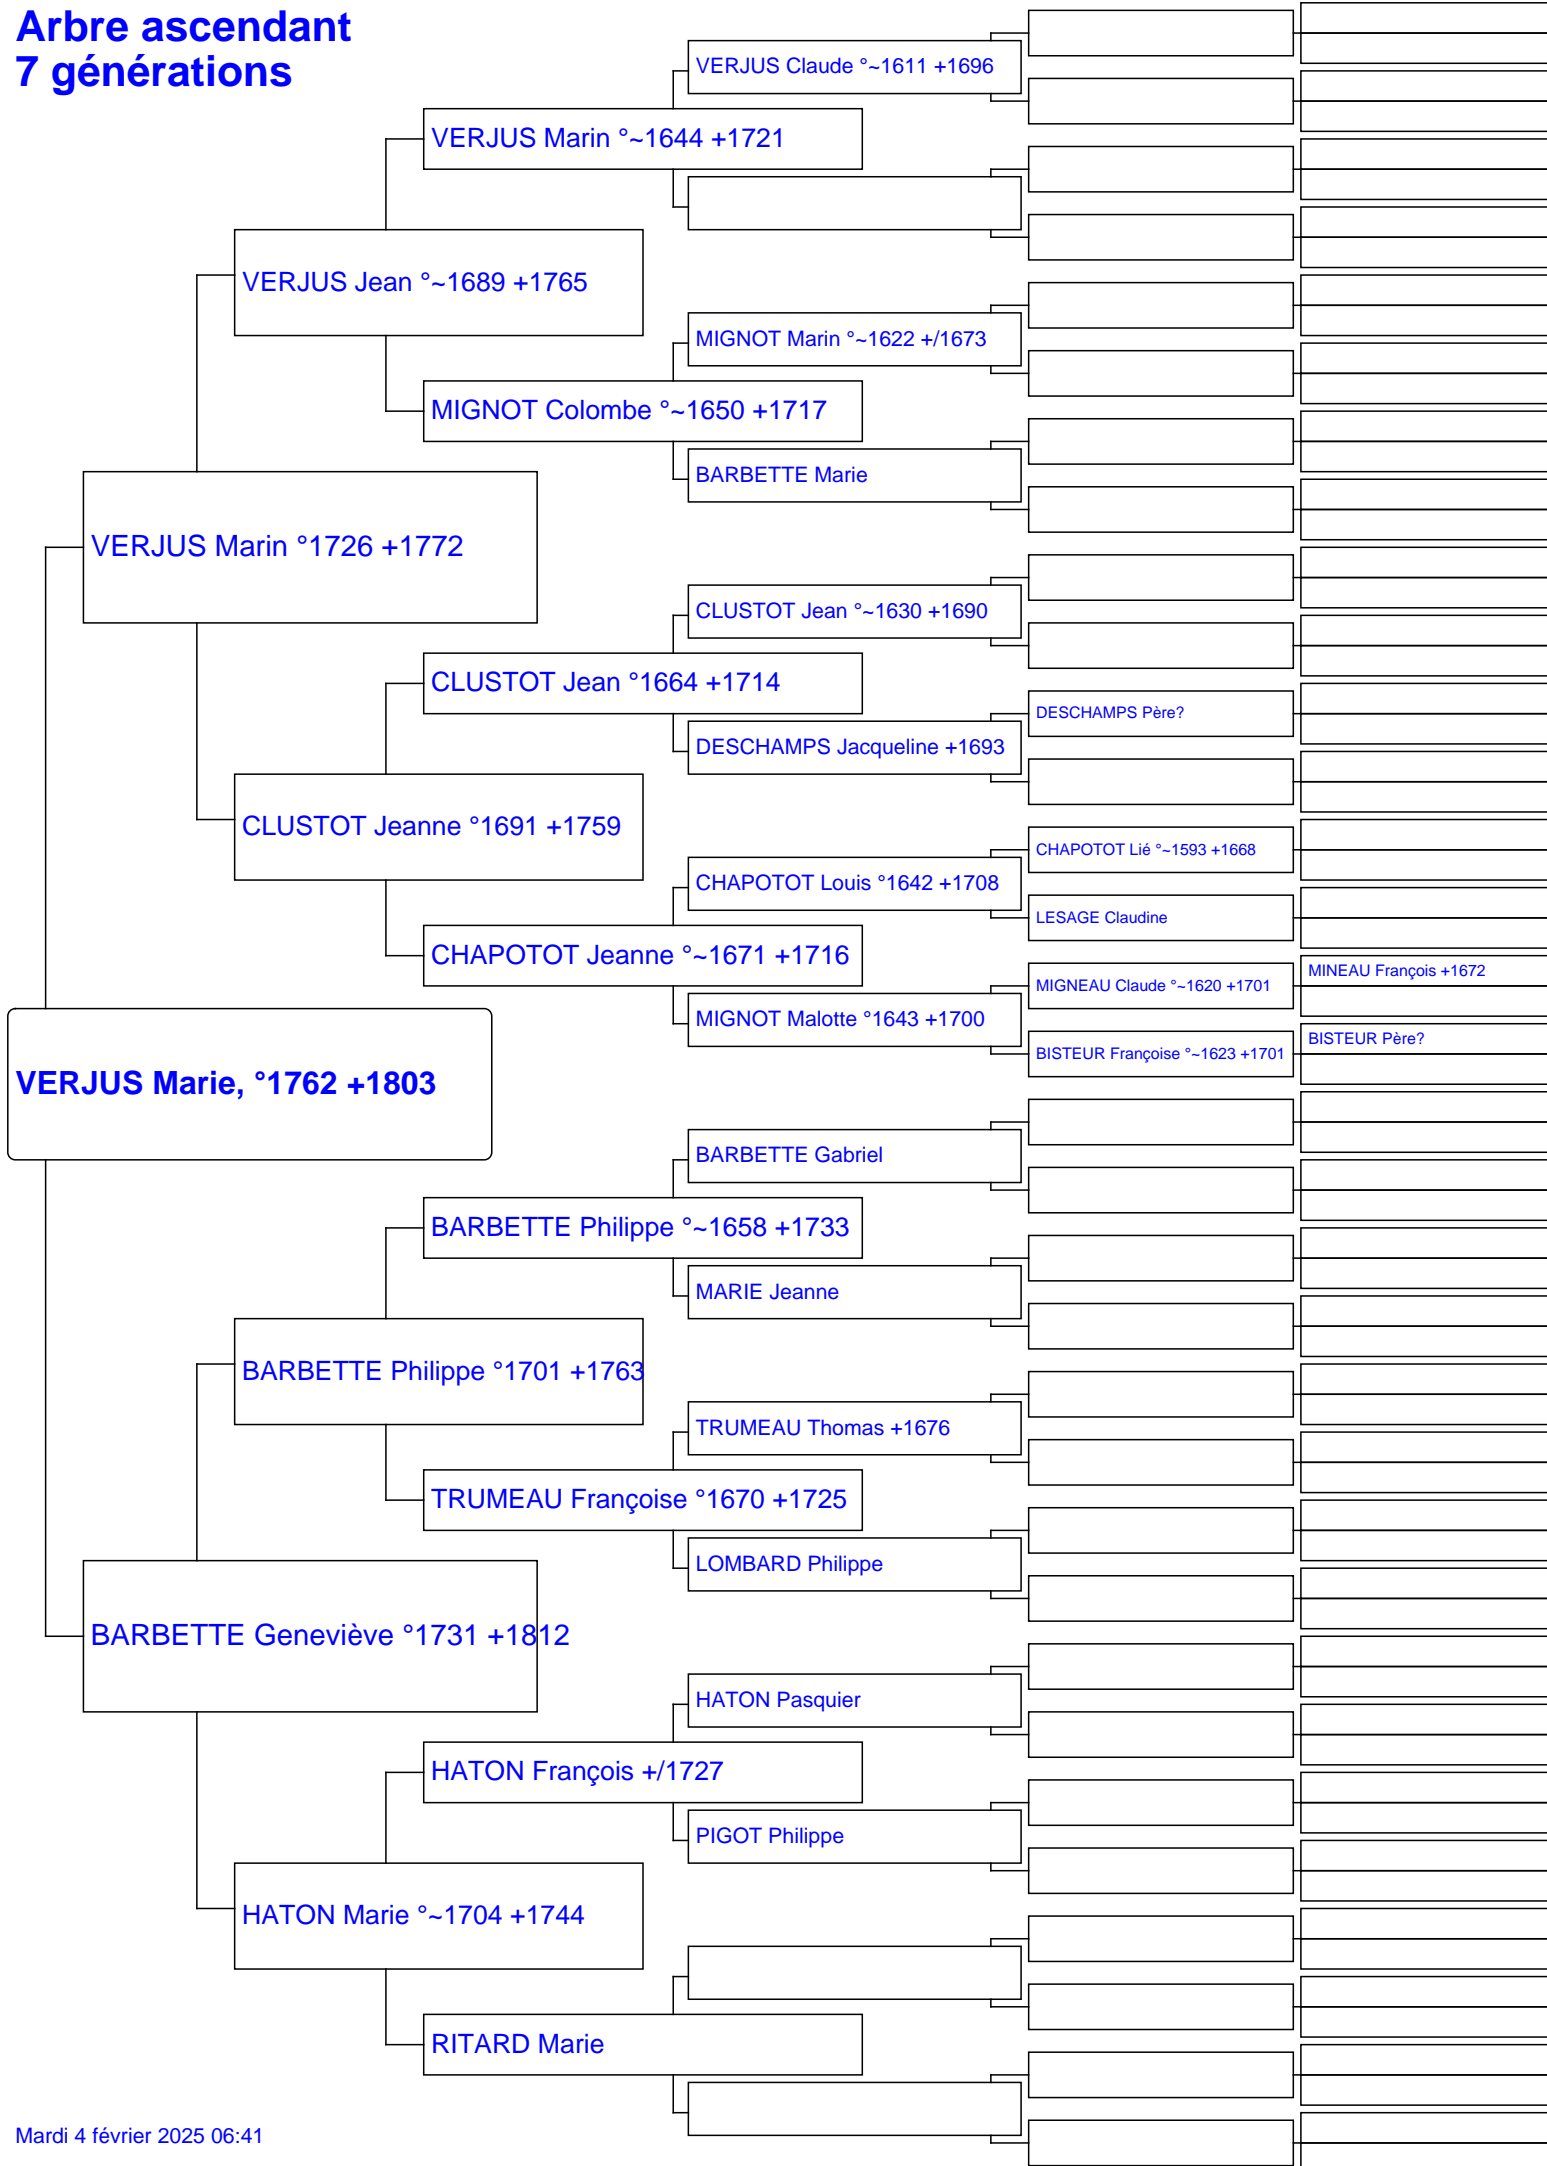 Arbre ascendant
7 générations
VERJUS Claude °~1611 +1696
VERJUS Marin °~1644 +1721
VERJUS Jean °~1689 +1765
MIGNOT Marin °~1622 +/1673
MIGNOT Colombe °~1650 +1717
BARBETTE Marie
VERJUS Marin °1726 +1772
CLUSTOT Jean °~1630 +1690
CLUSTOT Jean °1664 +1714
DESCHAMPS Père?
DESCHAMPS Jacqueline +1693
CLUSTOT Jeanne °1691 +1759
CHAPOTOT Lié °~1593 +1668
CHAPOTOT Louis °1642 +1708
LESAGE Claudine
CHAPOTOT Jeanne °~1671 +1716
MINEAU François +1672
MIGNEAU Claude °~1620 +1701
MIGNOT Malotte °1643 +1700
BISTEUR Père?
BISTEUR Françoise °~1623 +1701
VERJUS Marie, °1762 +1803
BARBETTE Gabriel
BARBETTE Philippe °~1658 +1733
MARIE Jeanne
BARBETTE Philippe °1701 +1763
TRUMEAU Thomas +1676
TRUMEAU Françoise °1670 +1725
LOMBARD Philippe
BARBETTE Geneviève °1731 +1812
HATON Pasquier
HATON François +/1727
PIGOT Philippe
HATON Marie °~1704 +1744
RITARD Marie
Mardi 4 février 2025 06:41